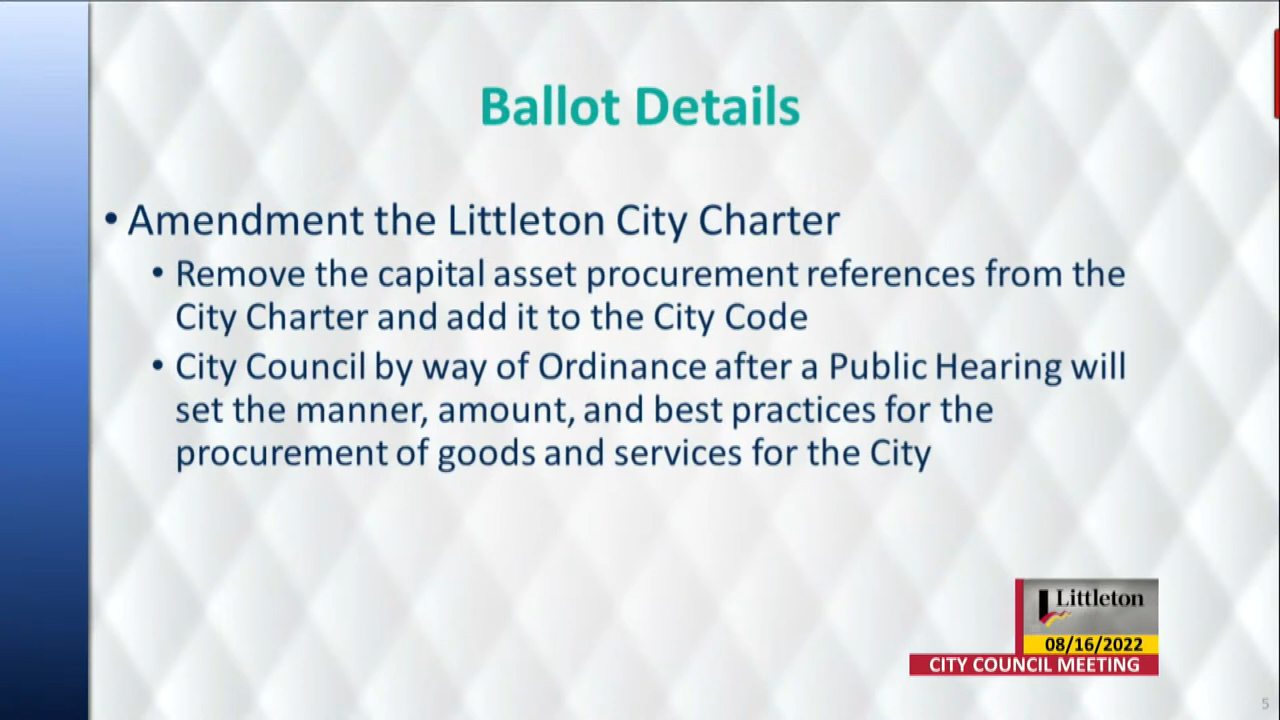 Ballot Details
• Amendment the Littleton City Charter
• Remove the capital asset procurement references from the
City Charter and add it to the City Code
• City Council by way of Ordinance after a Public Hearing will
set the manner, amount, and best practices for the
procurement of goods and services for the City
Littleton
08/16/2022
CITY COUNCIL MEETING
5